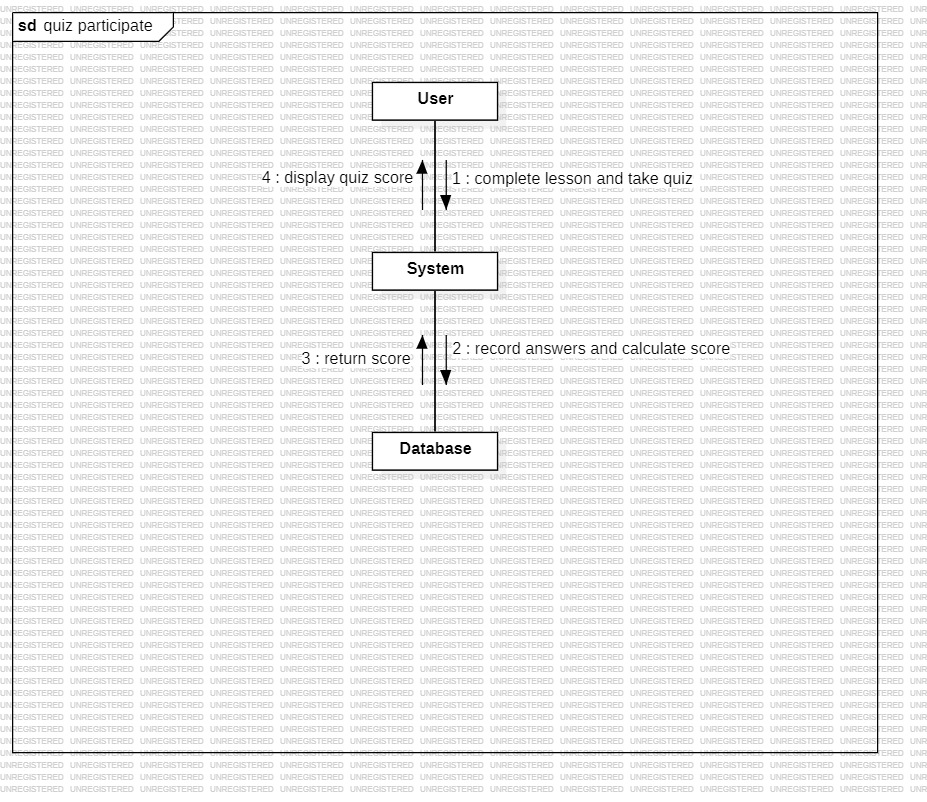 sd quiz participate
User
4 : display quiz score
1 : complete lesson and take quiz
System
3 : return score
2 : record answers and calculate score
Database
UNREGISTERED